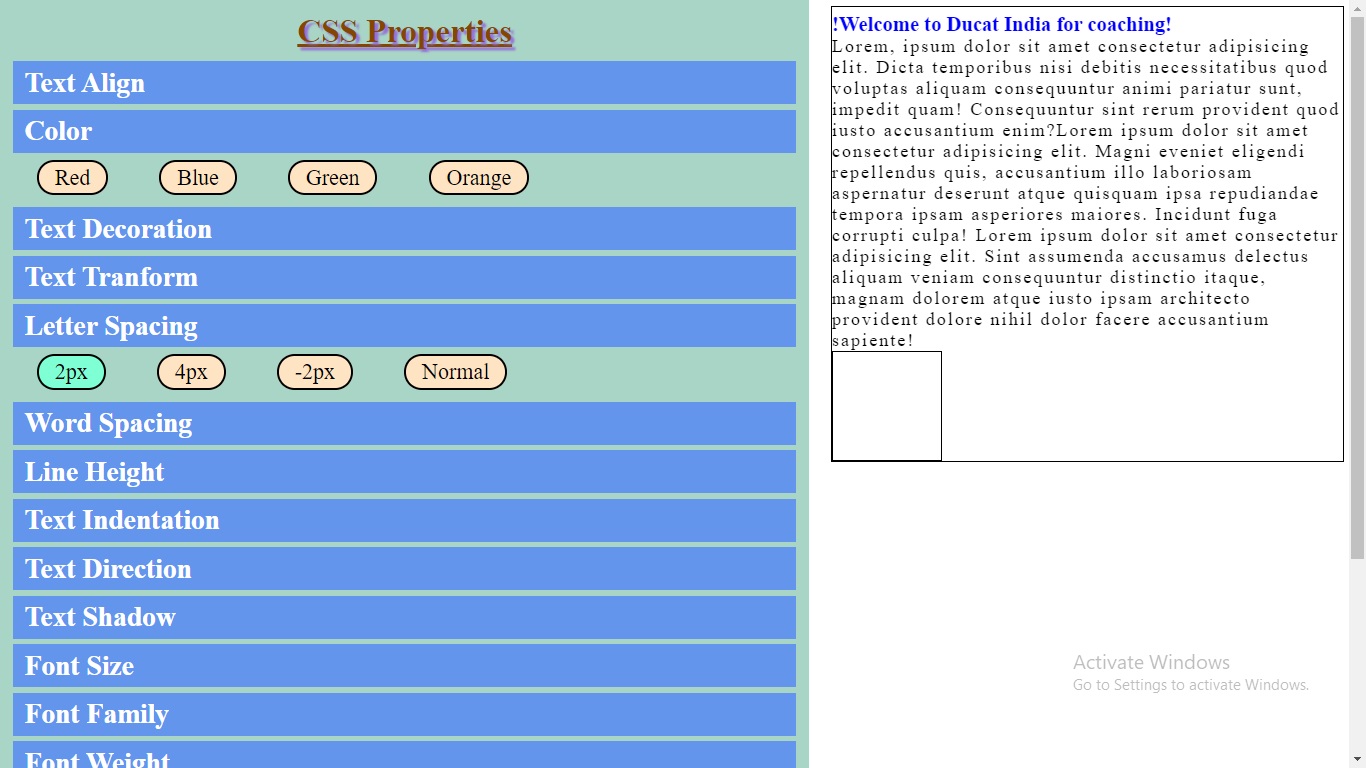 CSS Properties
Text Align
Color
Red Blue Green Orange
Text Decoration
Text Tranform
Letter Spacing
2px 4px -2px Normal
Word Spacing
Line Height
Text Indentation
Text Direction
Text Shadow
Font Size
Font Family
Font Weight
!Welcome to Ducat India for coaching!
Lorem, ipsum dolor sit amet consectetur adipisicing
elit. Dicta temporibus nisi debitis necessitatibus quod
voluptas aliquam consequuntur animi pariatur sunt,
impedit quam! Consequuntur sint rerum provident quod
iusto accusantium enim?Lorem ipsum dolor sit amet
consectetur adipisicing elit. Magni eveniet eligendi
repellendus quis, accusantium illo laboriosam
aspernatur deserunt atque quisquam ipsa repudiandae
tempora ipsam asperiores maiores. Incidunt fuga
corrupti culpa! Lorem ipsum dolor sit amet consectetur
adipisicing elit. Sint assumenda accusamus delectus
aliquam veniam consequuntur distinctio itaque,
magnam dolorem atque iusto ipsam architecto
provident dolore nihil dolor facere accusantium
sapiente!
Activate Windows
Go to Settings to activate Windows.